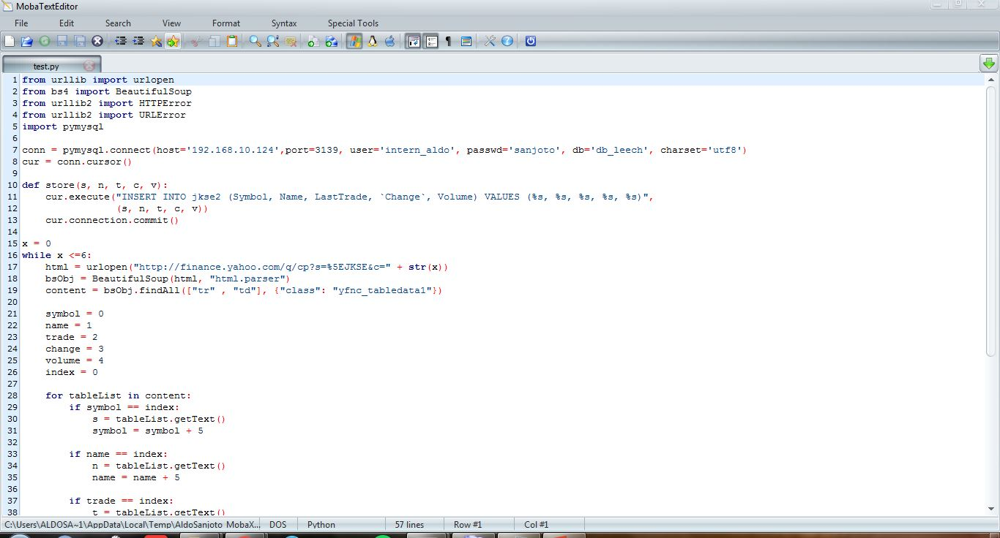 MobaTextEditor
File Edit Search View Format Syntax Special Tools
test.py
1 from urllib import urlopen
2 from bs4 import BeautifulSoup
3 from urllib2 import HTTPError
4 from urllib2 import URLError
5 import pymysql
6
7 conn = pymysql.connect(host='192.168.10.124',port=3139, user='intern_aldo', passwd='sanjoto', db='db_leech', charset='utf8')
8 cur = conn.cursor()
9
10 def store(s, n, t, c, v):
11     cur.execute("INSERT INTO jkse2 (Symbol, Name, LastTrade, `Change`, Volume) VALUES (%s, %s, %s, %s, %s)",
12                 (s, n, t, c, v))
13     cur.connection.commit()
14
15 x = 0
16 while x <=6:
17     html = urlopen("http://finance.yahoo.com/q/cp?s=%5EJKSE&c=" + str(x))
18     bsObj = BeautifulSoup(html, "html.parser")
19     content = bsObj.findAll(["tr" , "td"], {"class": "yfnc_tabledata1"})
20
21     symbol = 0
22     name = 1
23     trade = 2
24     change = 3
25     volume = 4
26     index = 0
27
28     for tableList in content:
29         if symbol == index:
30             s = tableList.getText()
31             symbol = symbol + 5
32
33         if name == index:
34             n = tableList.getText()
35             name = name + 5
36
37         if trade == index:
38             t = tableList.getText()
C:\Users\ALDOSA~1\AppData\Local\Temp\AldoSanjoto MobaX... DOS Python 57 lines Row #1 Col #1